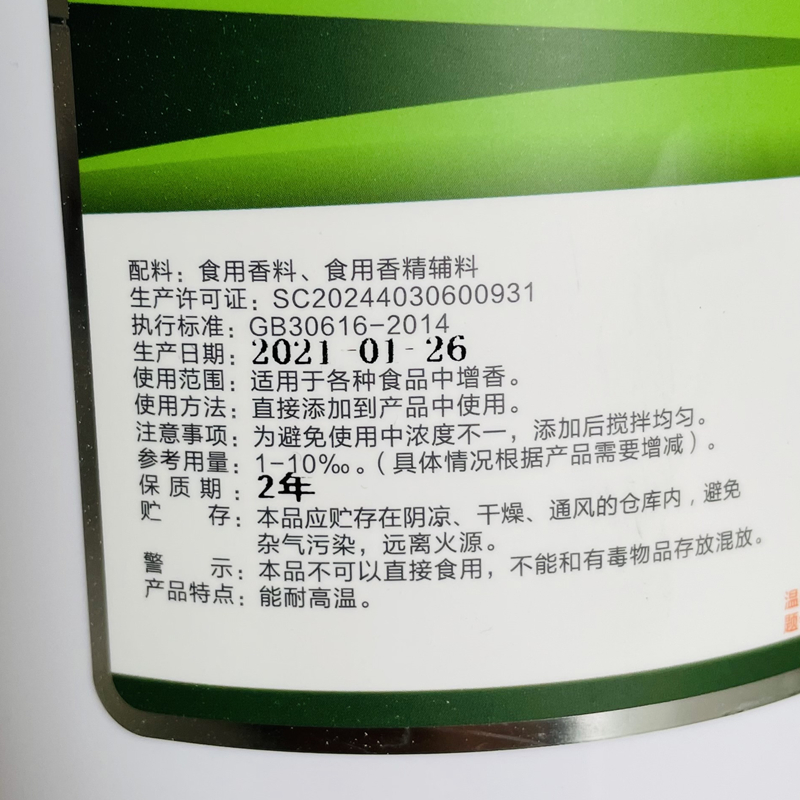 配料：食用香料、食用香精辅料
生产许可证：SC20244030600931
执行标准：GB30616-2014
生产日期：2021-01-26
使用范围：适用于各种食品中增香。
使用方法：直接添加到产品中使用。
注意事项：为避免使用中浓度不一，添加后搅拌均匀。
参考用量：1-10‰。（具体情况根据产品需要增减）。
保质期：2年
贮存：本品应贮存在阴凉、干燥、通风的仓库内，避免
杂气污染，远离火源。
警示：本品不可以直接食用，不能和有毒物品存放混放。
产品特点：能耐高温。
温
题